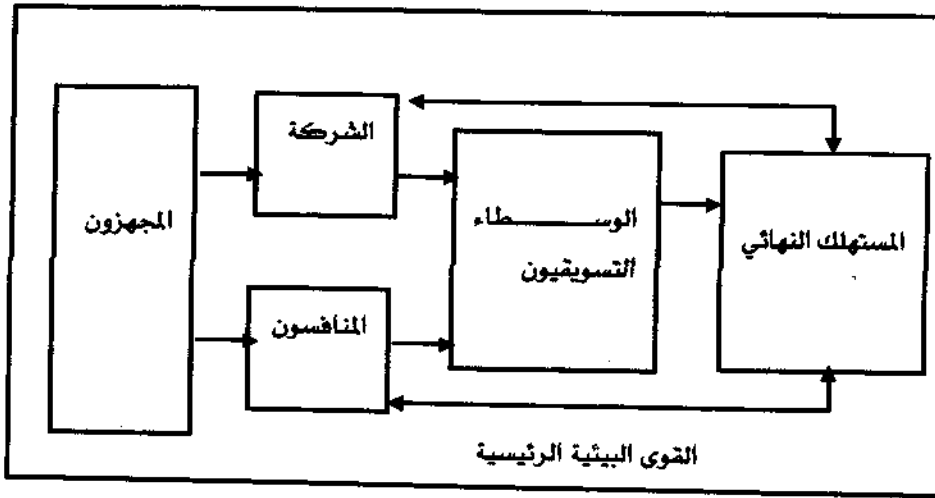 الشركة
المجهزون
الوسطاء
التسويقيون
المستهلك النهائي
المنافسون
القوى البيئية الرئيسية